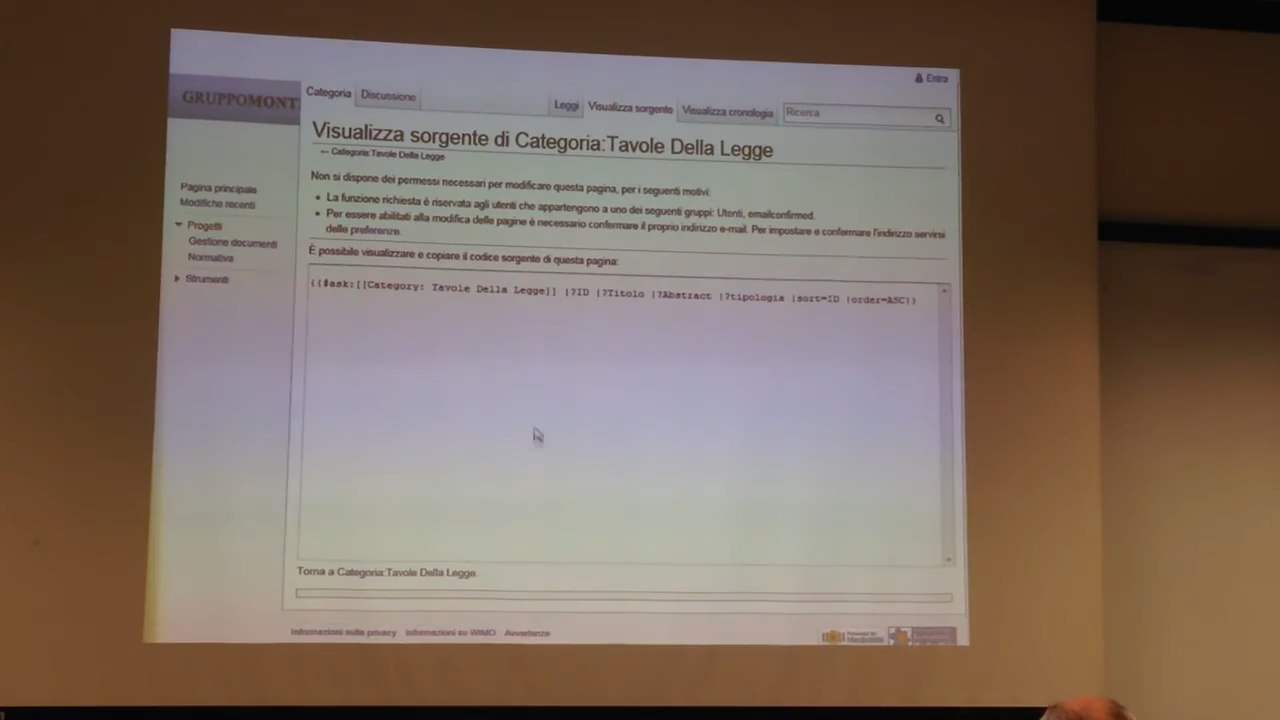 Entra
GRUPPOMONT
Categoria Discussione
Leggi Visualizza sorgente Visualizza cronologia Ricerca
Visualizza sorgente di Categoria:Tavole Della Legge
← Categoria:Tavole Della Legge
Non si dispone dei permessi necessari per modificare questa pagina, per i seguenti motivi:
La funzione richiesta è riservata agli utenti che appartengono a uno dei seguenti gruppi: Utenti, emailconfirmed.
Per essere abilitati alla modifica delle pagine è necessario confermare il proprio indirizzo e-mail. Per impostare e confermare l'indirizzo servirsi
delle preferenze.
È possibile visualizzare e copiare il codice sorgente di questa pagina:
{{#ask:[[Category: Tavole Della Legge]] |?ID |?Titolo |?Abstract |?tipologia |sort=ID |order=ASC}}
Pagina principale
Modifiche recenti
Progetti
Gestione documenti
Normativa
Strumenti
Torna a Categoria:Tavole Della Legge.
Informazioni sulla privacy Informazioni su WIMO Avvertenze